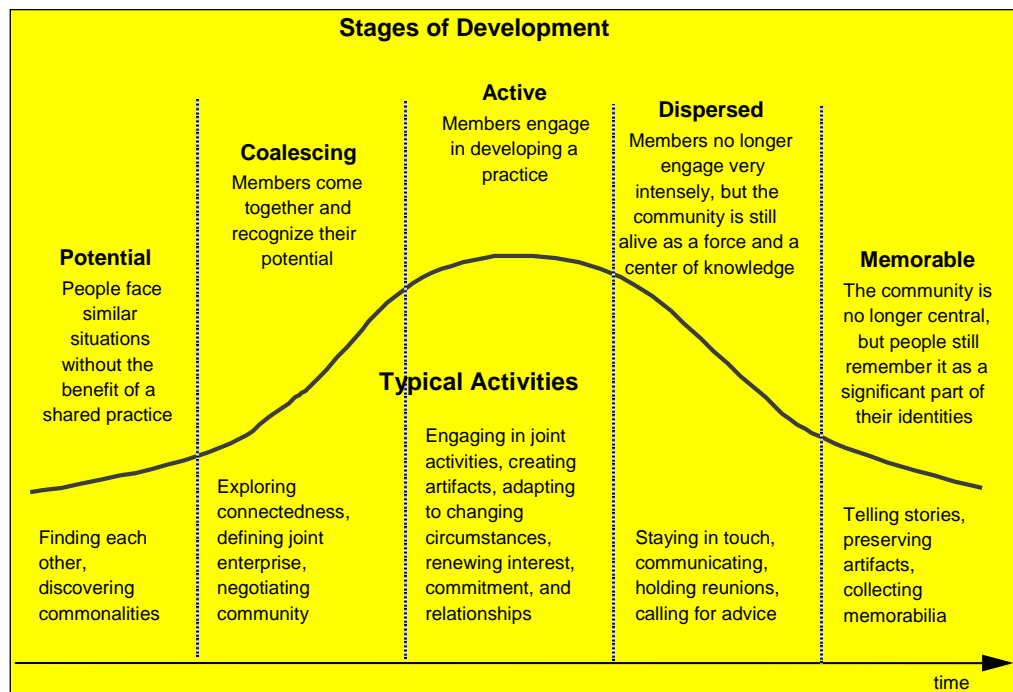 Stages of Development
Potential
People face
similar
situations
without the
benefit of a
shared practice
Coalescing
Members come
together and
recognize their
potential
Active
Members engage
in developing a
practice
Dispersed
Members no longer
engage very
intensely, but the
community is still
alive as a force and a
center of knowledge
Memorable
The community is
no longer central,
but people still
remember it as a
significant part of
their identities
Typical Activities
Finding each
other,
discovering
commonalities
Exploring
connectedness,
defining joint
enterprise,
negotiating
community
Engaging in joint
activities, creating
artifacts, adapting
to changing
circumstances,
renewing interest,
commitment, and
relationships
Staying in touch,
communicating,
holding reunions,
calling for advice
Telling stories,
preserving
artifacts,
collecting
memorabilia
time